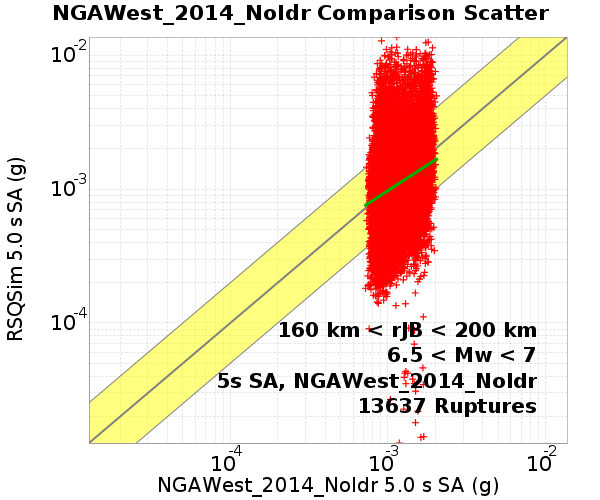 NGAWest_2014_NoIdr Comparison Scatter
10-2
10-3
10-4
RSQSim 5.0 s SA (g)
160 km < rJB < 200 km
6.5 < Mw < 7
5s SA, NGAWest_2014_NoIdr
13637 Ruptures
10-4 10-3 10-2
NGAWest_2014_NoIdr 5.0 s SA (g)